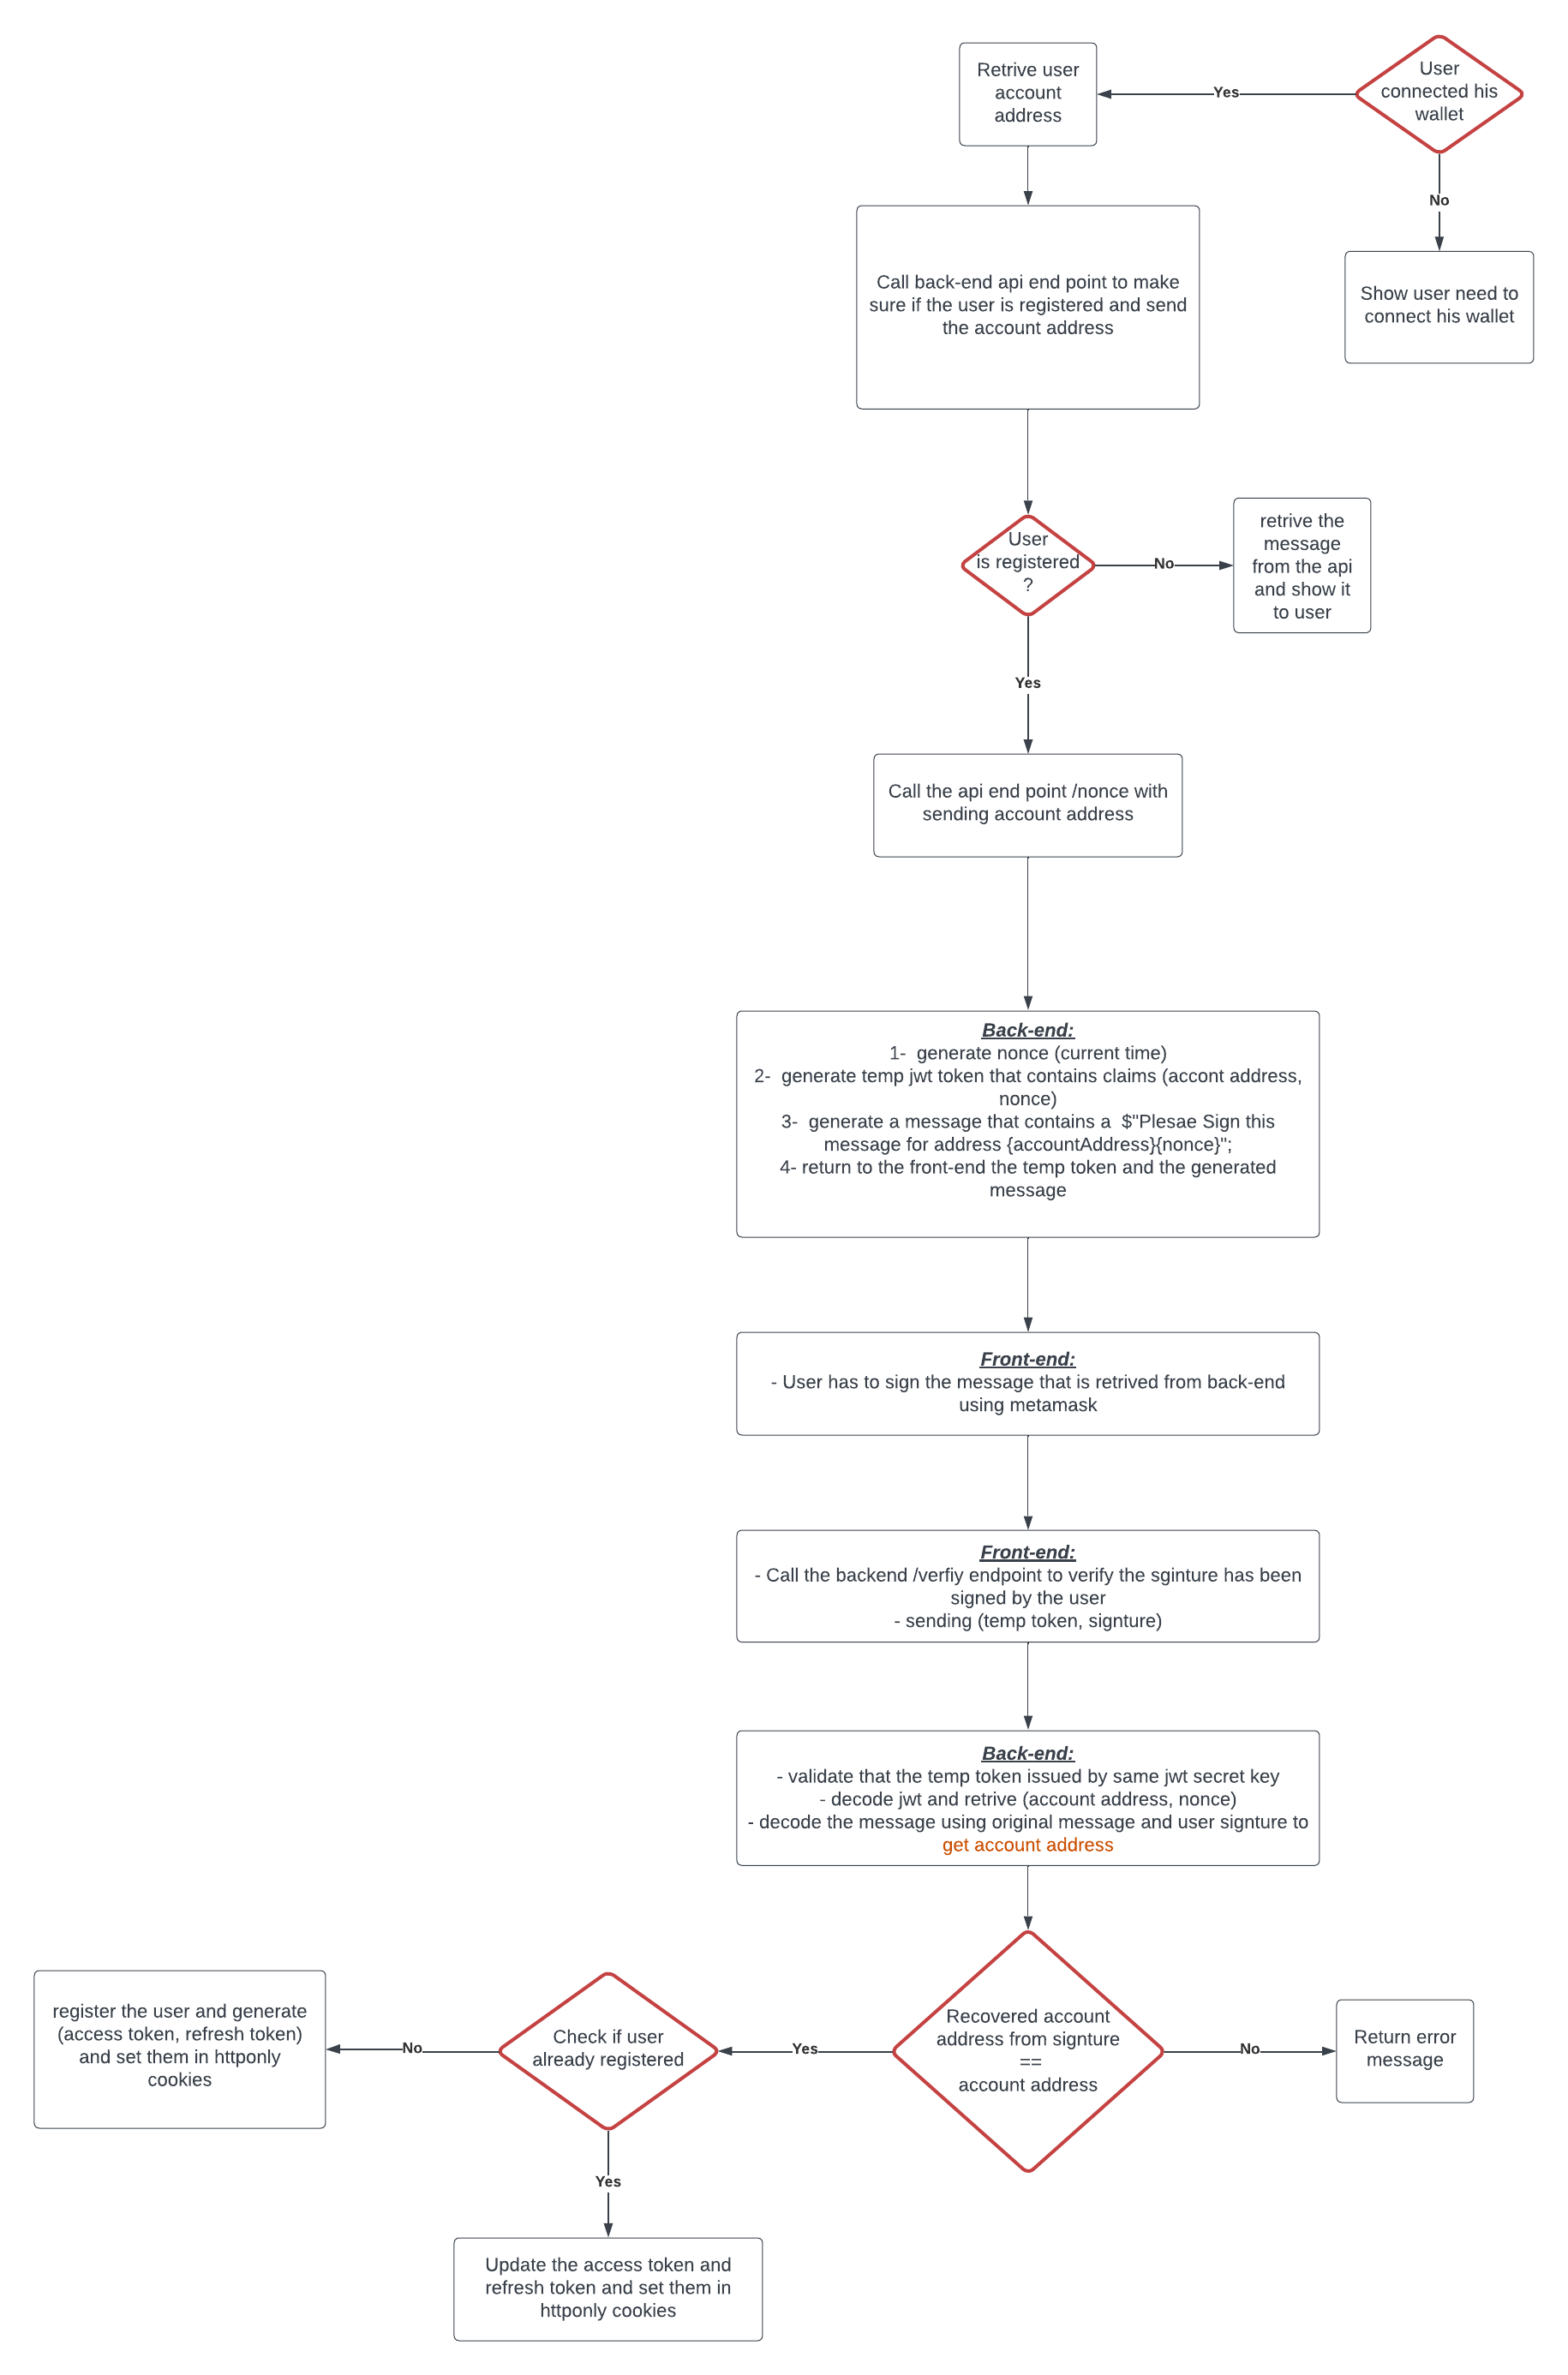 User
connected his
wallet
Yes
Retrive user
account
address
No
Show user need to
connect his wallet
Call back-end api end point to make
sure if the user is registered and send
the account address
User
is registered
?
No
retrive the
message
from the api
and show it
to user
Yes
Call the api end point /nonce with
sending account address
Back-end:
1-  generate nonce (current time)
2-  generate temp jwt token that contains claims (accont address,
nonce)
3-  generate a message that contains a  $"Plesae Sign this
message for address {accountAddress}{nonce}";
4- return to the front-end the temp token and the generated
message
Front-end:
- User has to sign the message that is retrived from back-end
using metamask
Front-end:
- Call the backend /verfiy endpoint to verify the sginture has been
signed by the user
- sending (temp token, signture)
Back-end:
- validate that the temp token issued by same jwt secret key
- decode jwt and retrive (account address, nonce)
- decode the message using original message and user signture to
get account address
Recovered account
address from signture
==
account address
No
Return error
message
Yes
Check if user
already registered
No
register the user and generate
(access token, refresh token)
and set them in httponly
cookies
Yes
Update the access token and
refresh token and set them in
httponly cookies